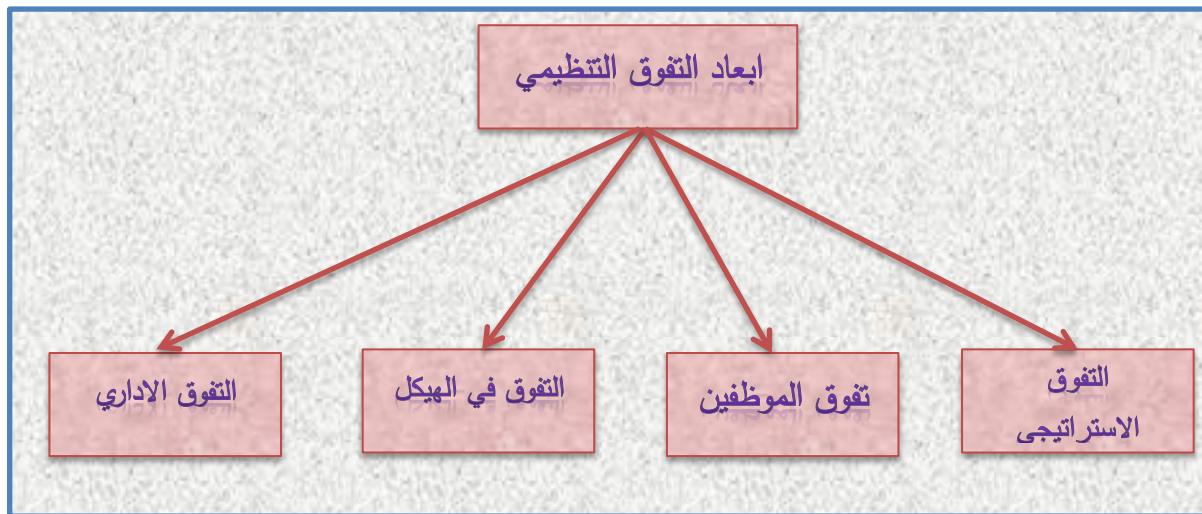 ابعاد التفوق التنظيمي
التفوق
الاستراتيجى
تفوق الموظفين
التفوق في الهيكل
التفوق الاداري